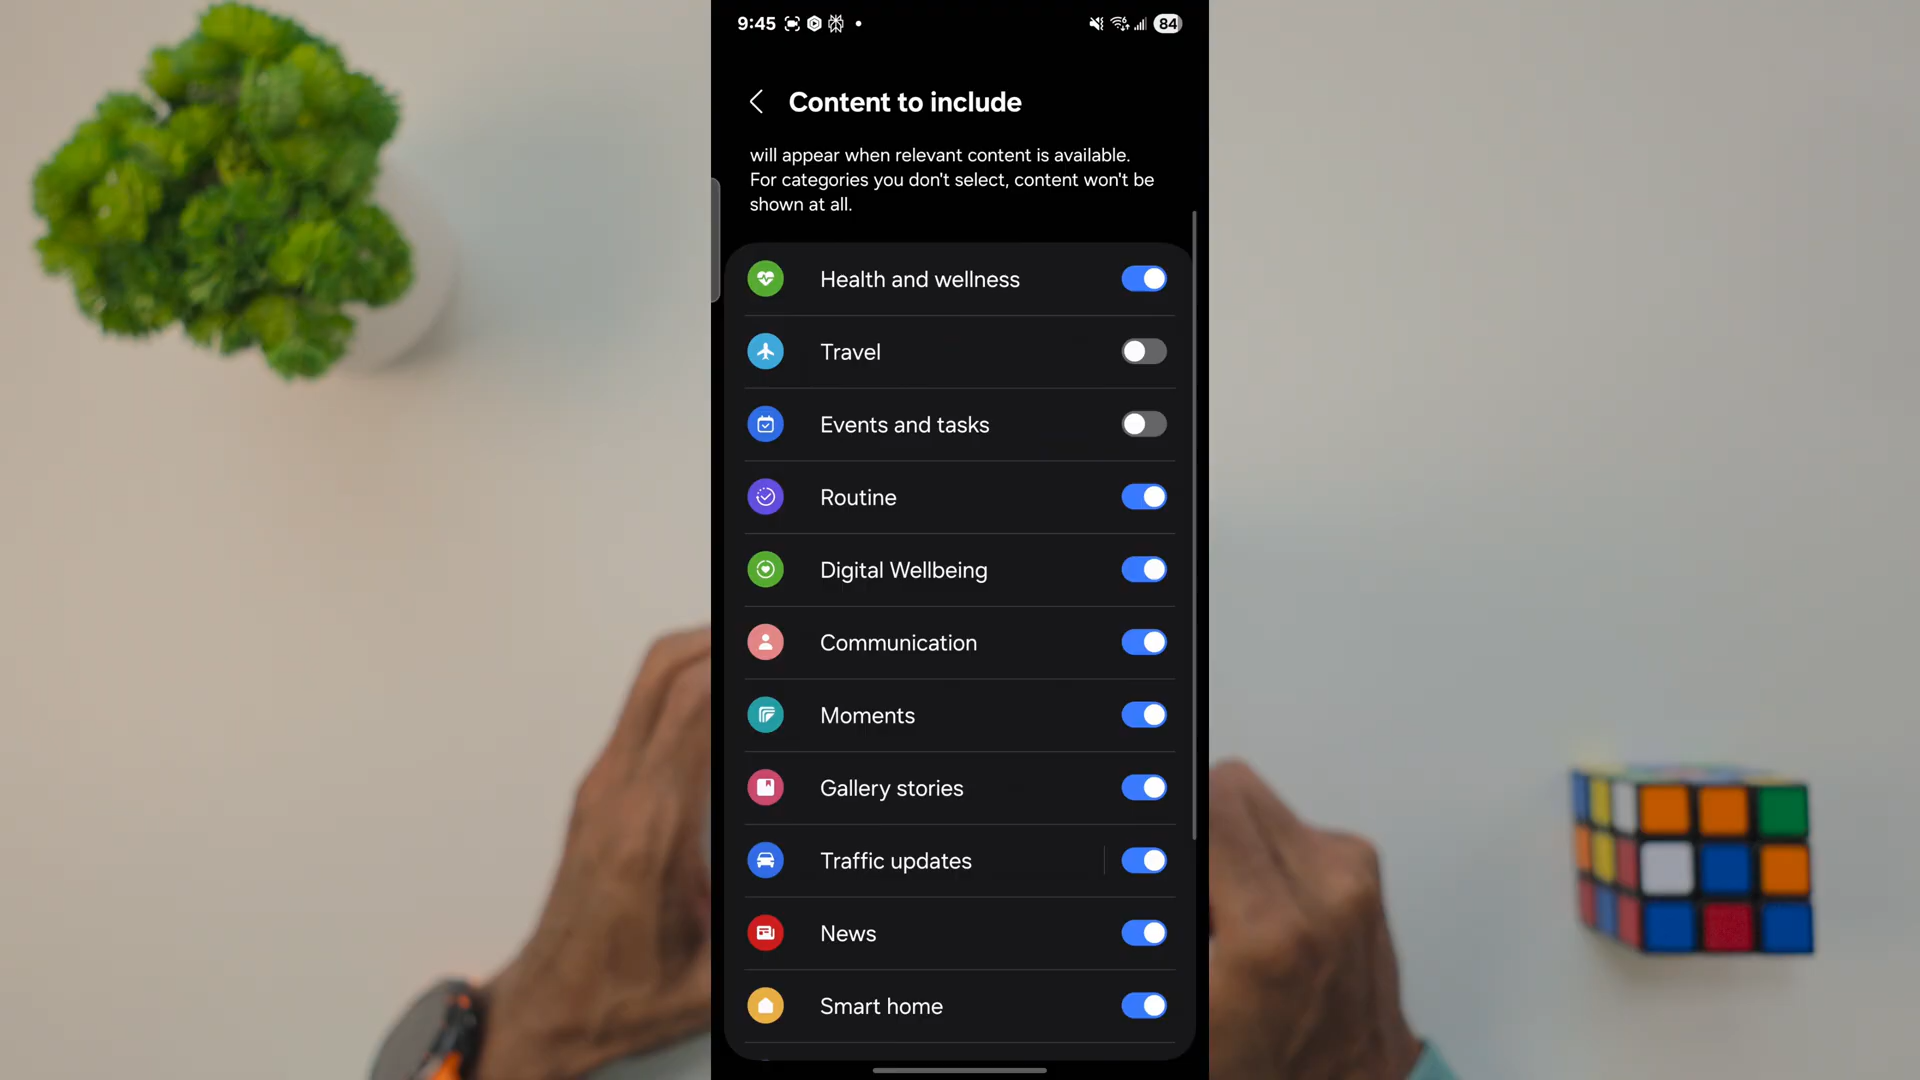 9:45
84
Content to include
will appear when relevant content is available.
For categories you don't select, content won't be
shown at all.
Health and wellness
Travel
Events and tasks
Routine
Digital Wellbeing
Communication
Moments
Gallery stories
Traffic updates
News
Smart home